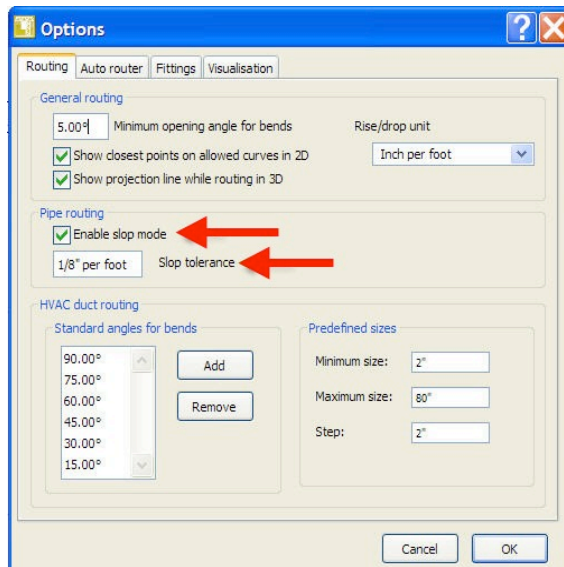 Options
Routing
Auto router
Fittings
Visualisation
General routing
5.00° Minimum opening angle for bends
Rise/drop unit
Show closest points on allowed curves in 2D
Inch per foot
Show projection line while routing in 3D
Pipe routing
Enable slop mode
1/8" per foot Slop tolerance
HVAC duct routing
Standard angles for bends
90.00°
75.00°
60.00°
45.00°
30.00°
15.00°
Add
Remove
Predefined sizes
Minimum size: 2"
Maximum size: 80"
Step: 2"
Cancel
OK